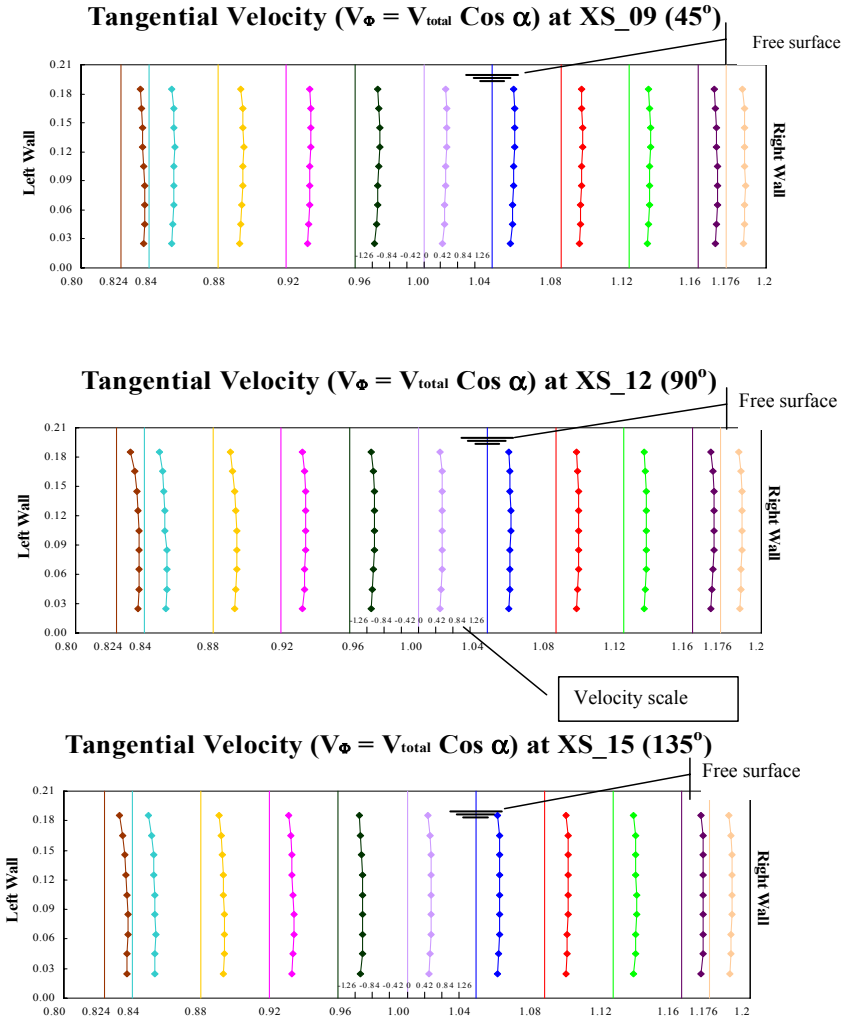 Tangential Velocity (VΦ = Vtotal Cos α) at XS_09 (45o)
Free surface
0.21
0.18
0.15
0.12
0.09
0.06
0.03
0.00
Left Wall
Right Wall
-1.26 -0.84 -0.42 0 0.42 0.84 1.26
0.80 0.824 0.84 0.88 0.92 0.96 1.00 1.04 1.08 1.12 1.16 1.176 1.2
Tangential Velocity (VΦ = Vtotal Cos α) at XS_12 (90o)
Free surface
0.21
0.18
0.15
0.12
0.09
0.06
0.03
0.00
Left Wall
Right Wall
-1.26 -0.84 -0.42 0 0.42 0.84 1.26
0.80 0.824 0.84 0.88 0.92 0.96 1.00 1.04 1.08 1.12 1.16 1.176 1.2
Velocity scale
Tangential Velocity (VΦ = Vtotal Cos α) at XS_15 (135o)
Free surface
0.21
0.18
0.15
0.12
0.09
0.06
0.03
0.00
Left Wall
Right Wall
-1.26 -0.84 -0.42 0 0.42 0.84 1.26
0.80 0.824 0.84 0.88 0.92 0.96 1.00 1.04 1.08 1.12 1.16 1.176 1.2